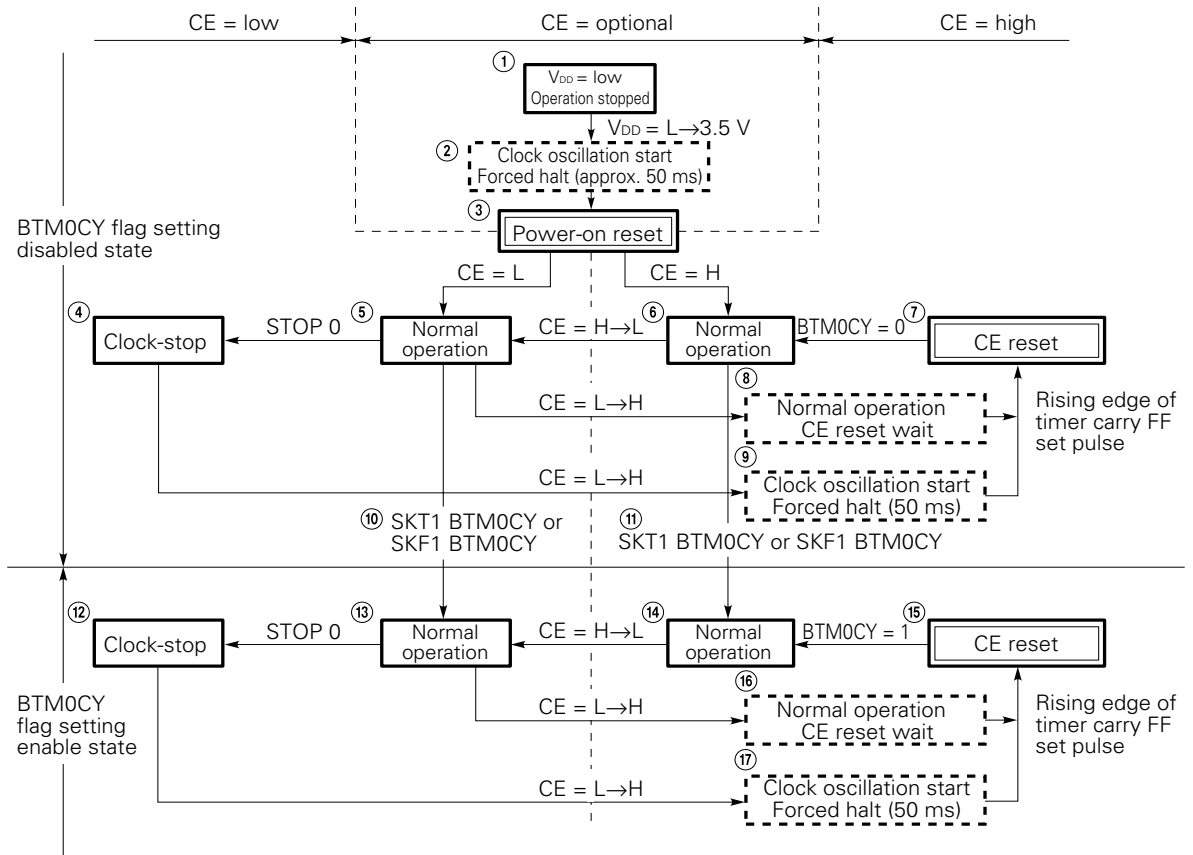 CE = low
CE = optional
CE = high
①
VDD = low
Operation stopped
VDD = L→3.5 V
②
Clock oscillation start
Forced halt (approx. 50 ms)
③
Power-on reset
BTM0CY flag setting
disabled state
CE = L
CE = H
④
Clock-stop
STOP 0
⑤
Normal
operation
CE = H→L
⑥
Normal
operation
BTM0CY = 0
⑦
CE reset
CE = L→H
⑧
Normal operation
CE reset wait
Rising edge of
timer carry FF
set pulse
CE = L→H
⑨
Clock oscillation start
Forced halt (50 ms)
⑩ SKT1 BTM0CY or
SKF1 BTM0CY
⑪
SKT1 BTM0CY or SKF1 BTM0CY
⑫
Clock-stop
STOP 0
⑬
Normal
operation
CE = H→L
⑭
Normal
operation
BTM0CY = 1
⑮
CE reset
BTM0CY
flag setting
enable state
CE = L→H
⑯
Normal operation
CE reset wait
Rising edge of
timer carry FF
set pulse
CE = L→H
⑰
Clock oscillation start
Forced halt (50 ms)